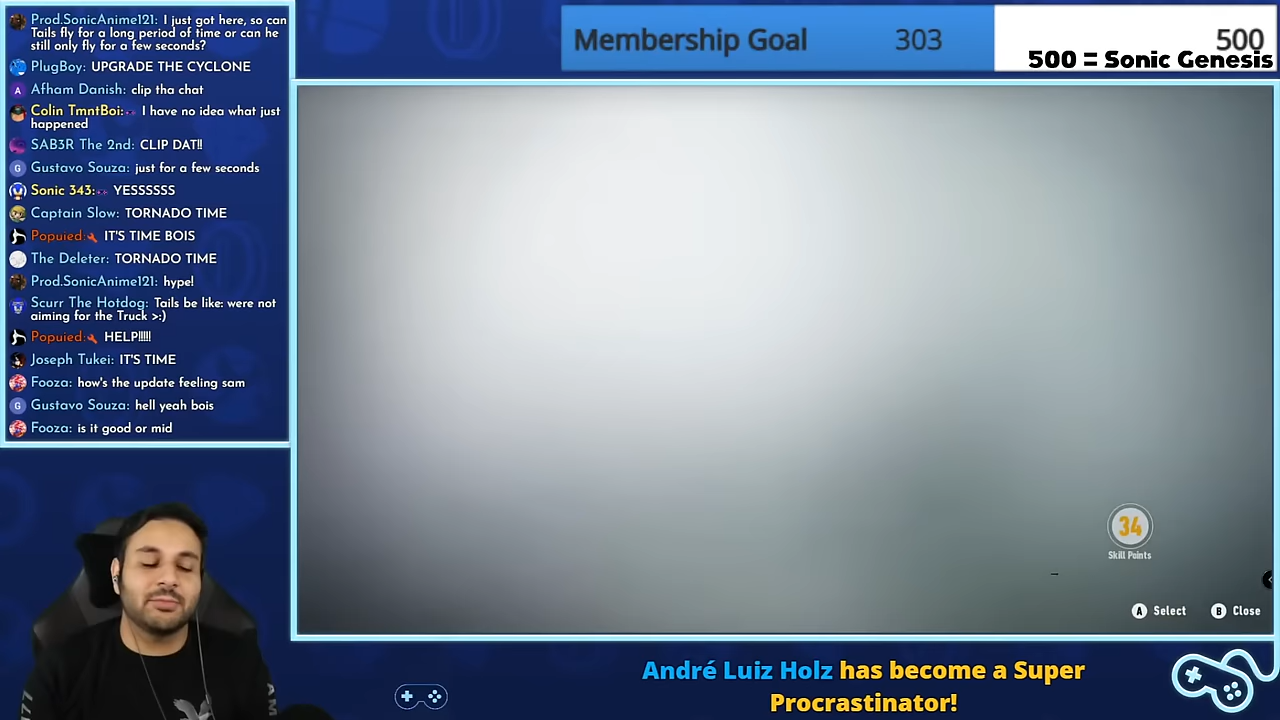 Prod.SonicAnime121: I just got here, so can
Tails fly for a long period of time or can he
still only fly for a few seconds?
PlugBoy: UPGRADE THE CYCLONE
A Afham Danish: clip tha chat
Colin TmntBoi: I have no idea what just
happened
SAB3R The 2nd: CLIP DAT!!
G Gustavo Souza: just for a few seconds
Sonic 343: YESSSSSS
Captain Slow: TORNADO TIME
Popuied: IT'S TIME BOIS
The Deleter: TORNADO TIME
Prod.SonicAnime121: hype!
Scurr The Hotdog: Tails be like: were not
aiming for the Truck >:)
Popuied: HELP!!!!!
Joseph Tukei: IT'S TIME
Fooza: how's the update feeling sam
G Gustavo Souza: hell yeah bois
Fooza: is it good or mid
Membership Goal 303 500
500 = Sonic Genesis
34
Skill Points
A Select B Close
André Luiz Holz has become a Super
Procrastinator!